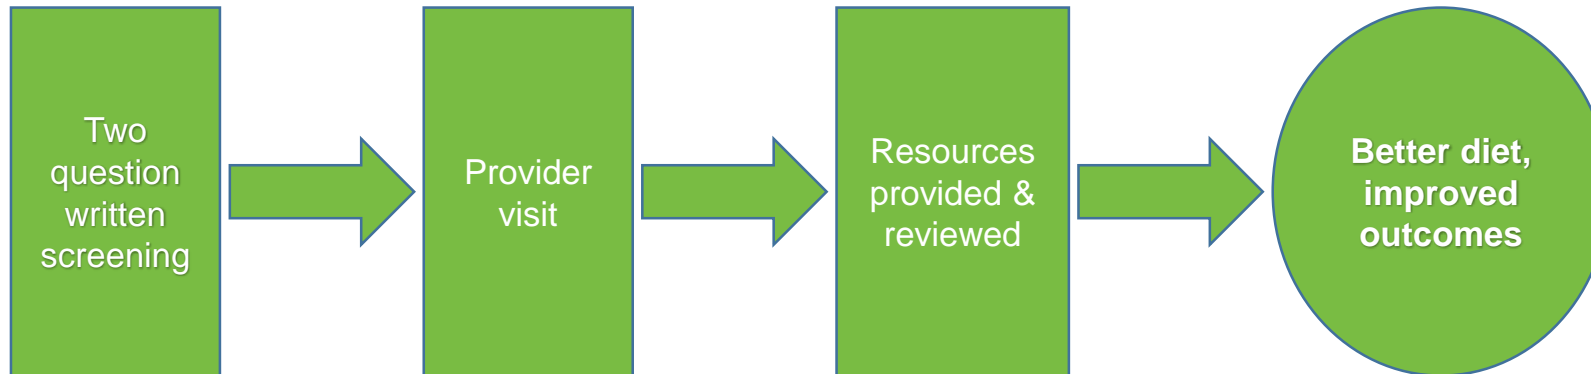 Two
question
written
screening
Provider
visit
Resources
provided &
reviewed
Better diet,
improved
outcomes